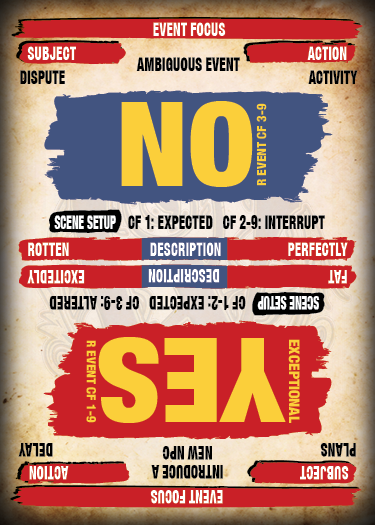 EVENT FOCUS
SUBJECT AMBIGUOUS EVENT ACTION
DISPUTE ACTIVITY
NO
R EVENT CF 3-9
SCENE SETUP CF 1: EXPECTED CF 2-9: INTERRUPT
ROTTEN DESCRIPTION PERFECTLY
EVENT FOCUS
SUBJECT INTRODUCE A ACTION
PLANS NEW NPC DELAY
EXCEPTIONAL
YES
R EVENT CF 1-9
SCENE SETUP CF 1-2: EXPECTED CF 3-9: ALTERED
FAT DESCRIPTION EXCITEDLY